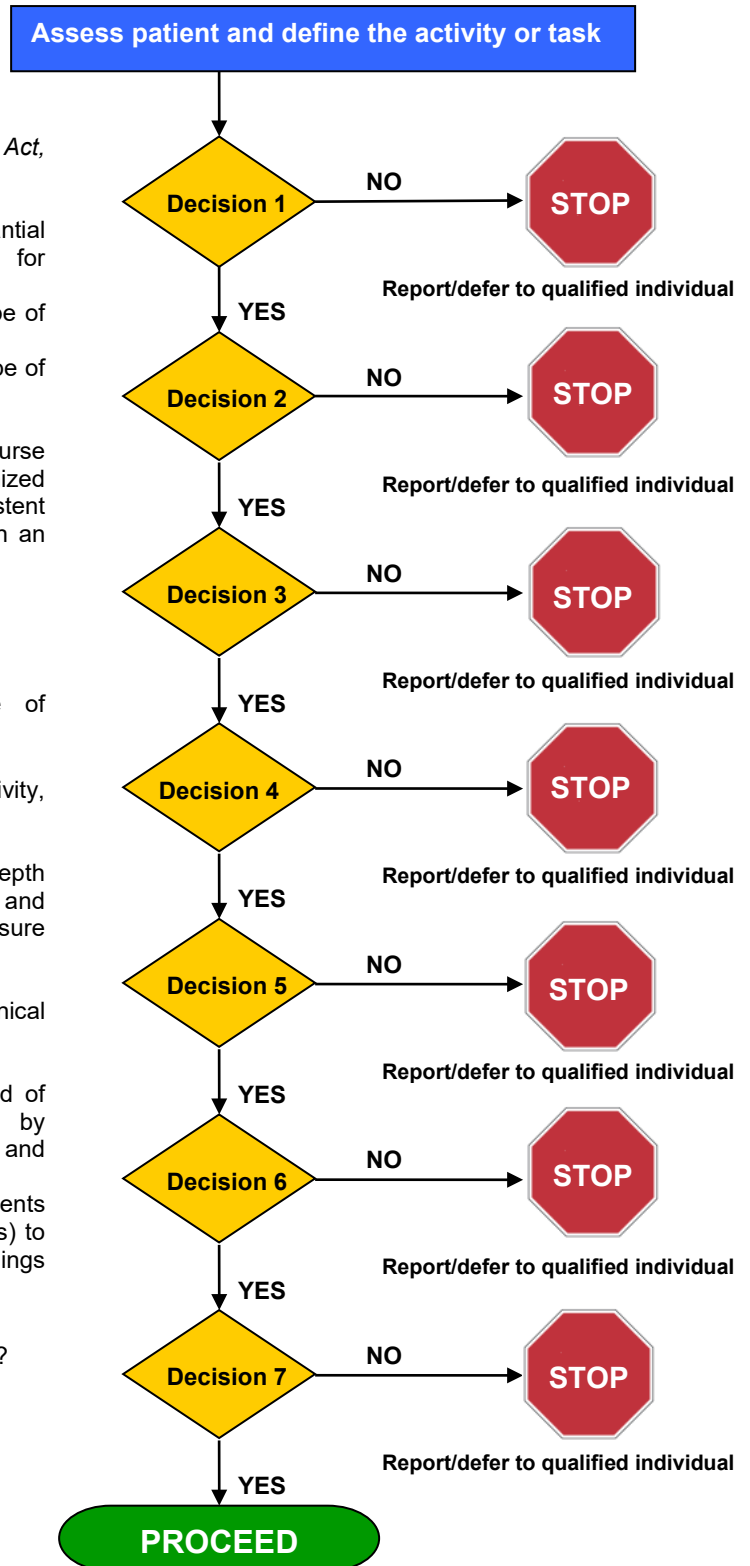 Assess patient and define the activity or task
Act,
ntial
for
pe of
pe of
urse
ized
stent
n an
of
ivity,
epth
and
sure
nical
d of
by
and
ents
s) to
ings
?
Decision 1
NO
STOP
Report/defer to qualified individual
YES
Decision 2
NO
STOP
Report/defer to qualified individual
YES
Decision 3
NO
STOP
Report/defer to qualified individual
YES
Decision 4
NO
STOP
Report/defer to qualified individual
YES
Decision 5
NO
STOP
Report/defer to qualified individual
YES
Decision 6
NO
STOP
Report/defer to qualified individual
YES
Decision 7
NO
STOP
Report/defer to qualified individual
YES
PROCEED